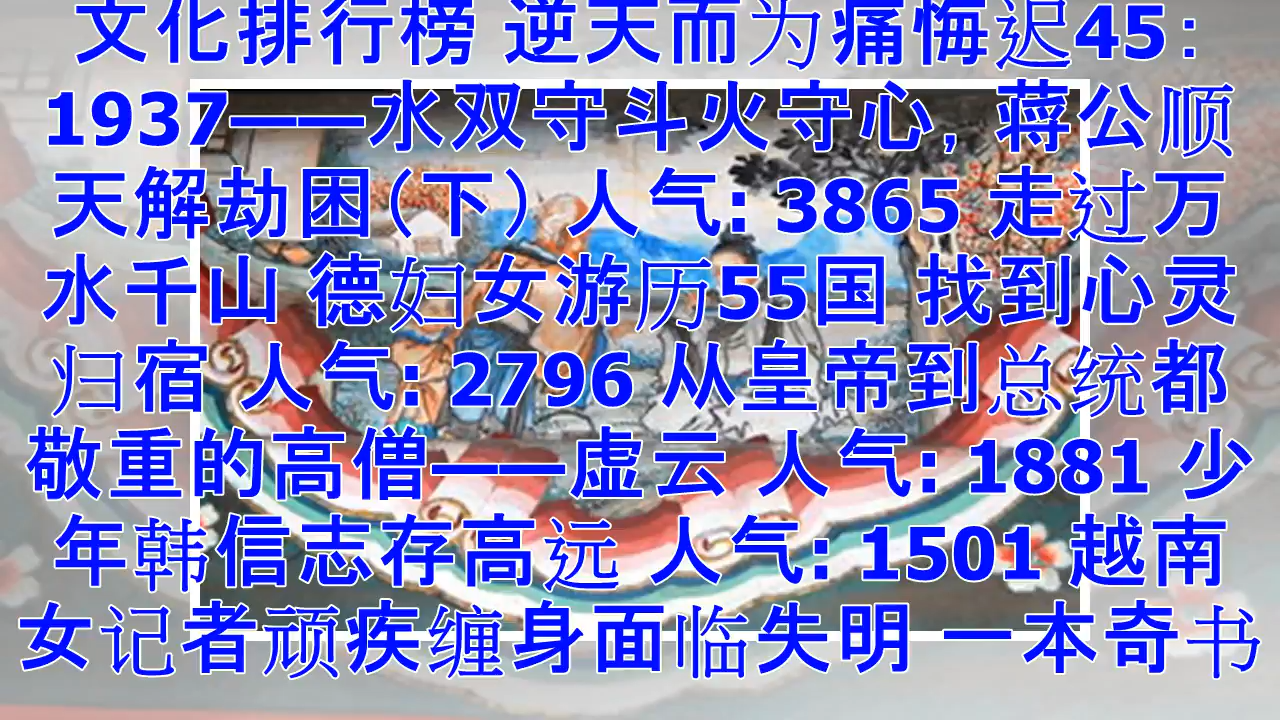 文化排行榜 逆天而为痛悔迟45：
1937——水双守斗火守心，蒋公顺
天解劫困（下） 人气: 3865 走过万
水千山 德妇女游历55国 找到心灵
归宿 人气: 2796 从皇帝到总统都
敬重的高僧——虚云 人气: 1881 少
年韩信志存高远 人气: 1501 越南
女记者顽疾缠身面临失明 一本奇书